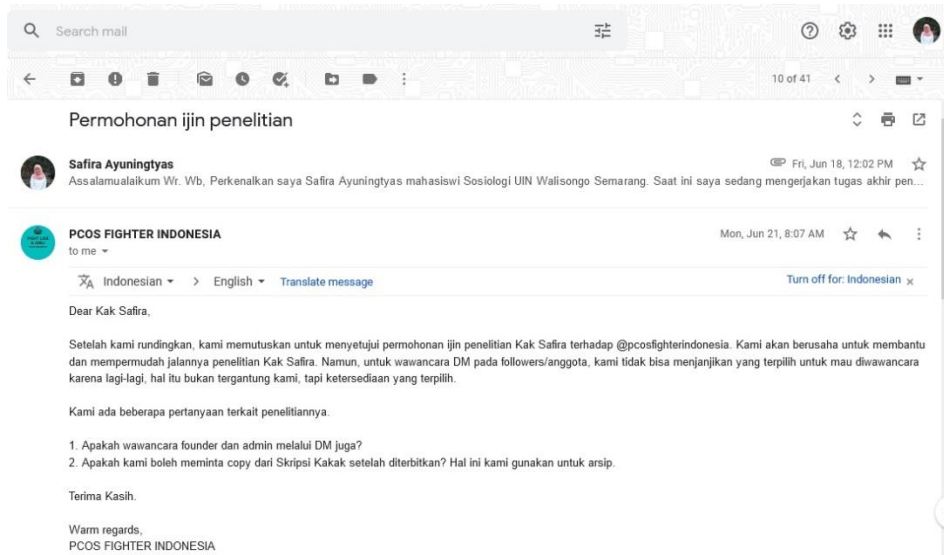 Search mail
10 of 41
Permohonan ijin penelitian
Safira Ayuningtyas
Fri, Jun 18, 12:02 PM
Assalamualaikum Wr. Wb, Perkenalkan saya Safira Ayuningtyas mahasiswi Sosiologi UIN Walisongo Semarang. Saat ini saya sedang mengerjakan tugas akhir pen...
PCOS FIGHTER INDONESIA
Mon, Jun 21, 8:07 AM
to me
Indonesian > English Translate message
Turn off for: Indonesian x
Dear Kak Safira,
Setelah kami rundingkan, kami memutuskan untuk menyetujui permohonan ijin penelitian Kak Safira terhadap @pcosfighterindonesia. Kami akan berusaha untuk membantu
dan mempermudah jalannya penelitian Kak Safira. Namun, untuk wawancara DM pada followers/anggota, kami tidak bisa menjanjikan yang terpilih untuk mau diwawancara
karena lagi-lagi, hal itu bukan tergantung kami, tapi ketersediaan yang terpilih.
Kami ada beberapa pertanyaan terkait penelitiannya.
1. Apakah wawancara founder dan admin melalui DM juga?
2. Apakah kami boleh meminta copy dari Skripsi Kakak setelah diterbitkan? Hal ini kami gunakan untuk arsip.
Terima Kasih.
Warm regards,
PCOS FIGHTER INDONESIA